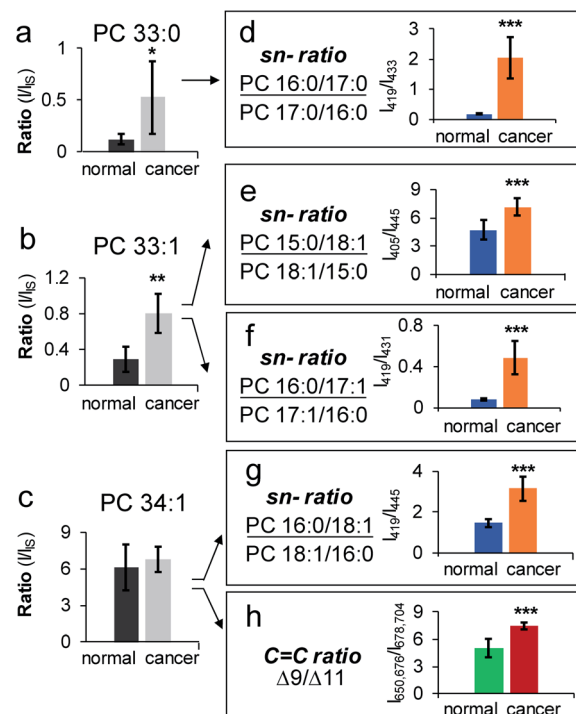 a
PC 33:0
Ratio (I/I_IS)
1
0.5
0
*
normal cancer
d
sn- ratio
PC 16:0/17:0
PC 17:0/16:0
I419/I433
3
2
1
0
***
normal cancer
b
PC 33:1
Ratio (I/I_IS)
1.2
0.8
0.4
0
**
normal cancer
e
sn- ratio
PC 15:0/18:1
PC 18:1/15:0
I405/I445
9
6
3
0
***
normal cancer
f
sn- ratio
PC 16:0/17:1
PC 17:1/16:0
I419/I431
0.8
0.4
0
***
normal cancer
c
PC 34:1
Ratio (I/I_IS)
9
6
3
0
normal cancer
g
sn- ratio
PC 16:0/18:1
PC 18:1/16:0
I419/I445
4
2
0
***
normal cancer
h
C=C ratio
Δ9/Δ11
I650,676/I678,704
9
6
3
0
***
normal cancer